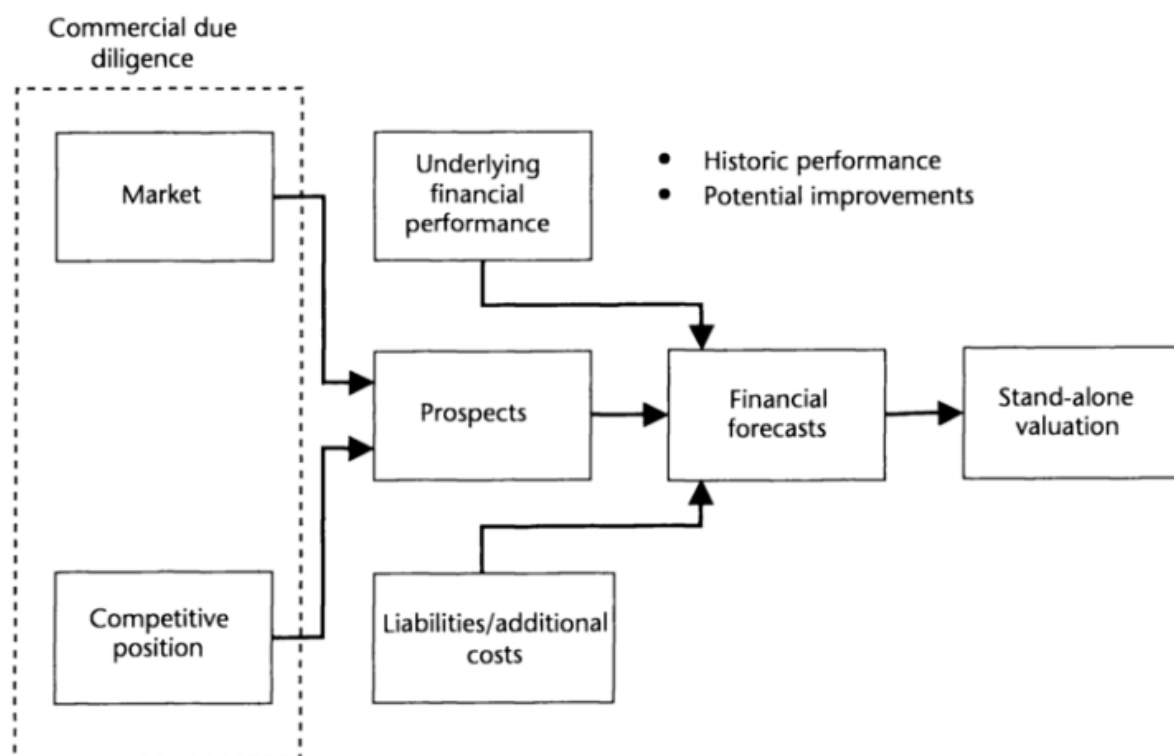 Commercial due
diligence
Market
Underlying
financial
performance
• Historic performance
• Potential improvements
Prospects
Financial
forecasts
Stand-alone
valuation
Competitive
position
Liabilities/additional
costs